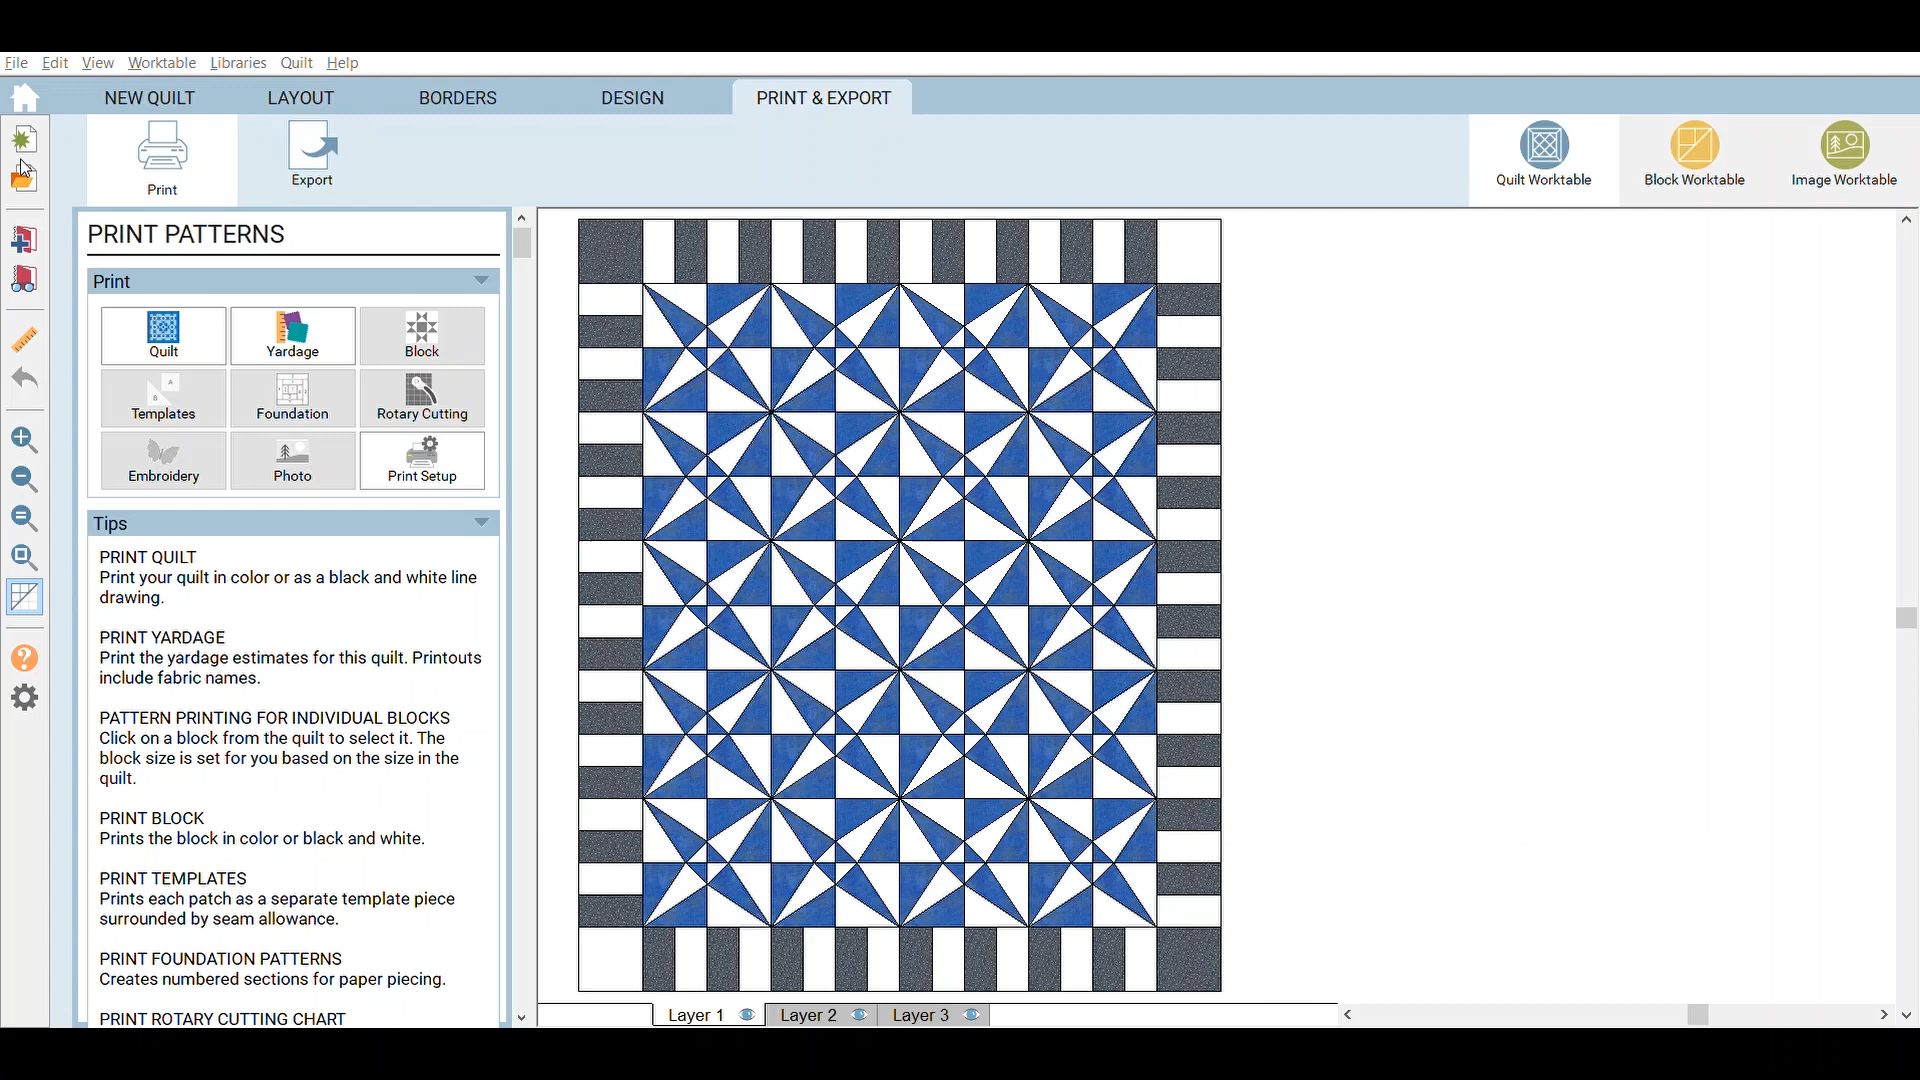 File Edit View Worktable Libraries Quilt Help
NEW QUILT LAYOUT BORDERS DESIGN PRINT & EXPORT
Print Export Quilt Worktable Block Worktable Image Worktable
PRINT PATTERNS
Print
Quilt Yardage Block
A
B
Templates Foundation Rotary Cutting
Embroidery Photo Print Setup
Tips
PRINT QUILT
Print your quilt in color or as a black and white line
drawing.
PRINT YARDAGE
Print the yardage estimates for this quilt. Printouts
include fabric names.
PATTERN PRINTING FOR INDIVIDUAL BLOCKS
Click on a block from the quilt to select it. The
block size is set for you based on the size in the
quilt.
PRINT BLOCK
Prints the block in color or black and white.
PRINT TEMPLATES
Prints each patch as a separate template piece
surrounded by seam allowance.
PRINT FOUNDATION PATTERNS
Creates numbered sections for paper piecing.
PRINT ROTARY CUTTING CHART
Layer 1 Layer 2 Layer 3